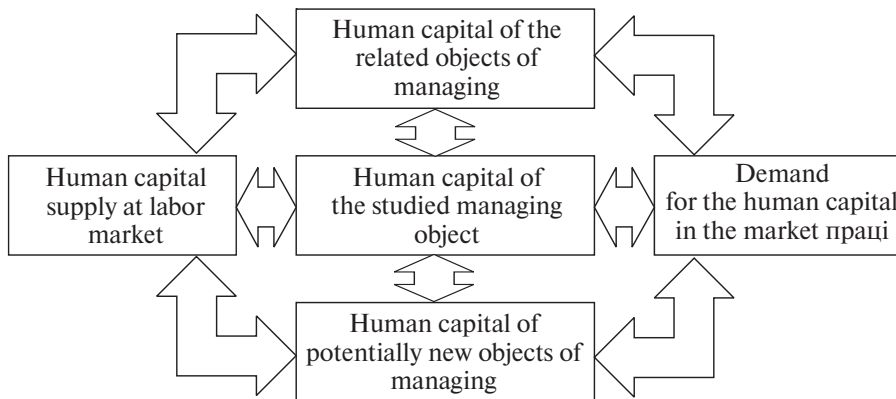 Human capital of the
related objects of
managing
Human capital
supply at labor
market
Human capital of
the studied managing
object
Demand
for the human capital
in the market праці
Human capital of
potentially new objects of
managing